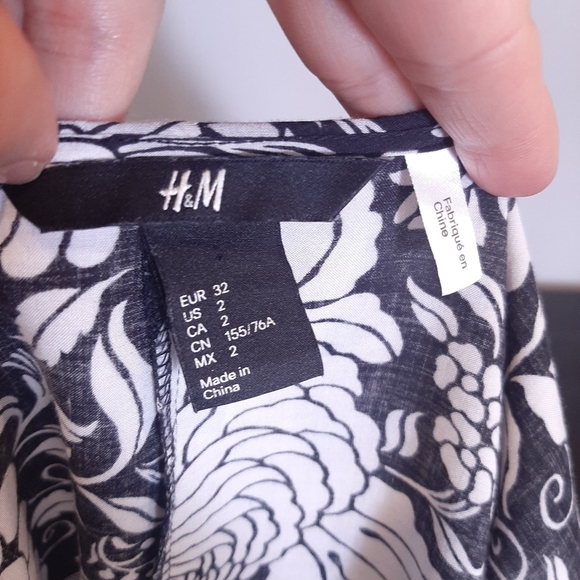 H&M
EUR 32
US 2
CA 2
CN 155/76A
MX 2
Made in
China
Fabriqué en
Chine